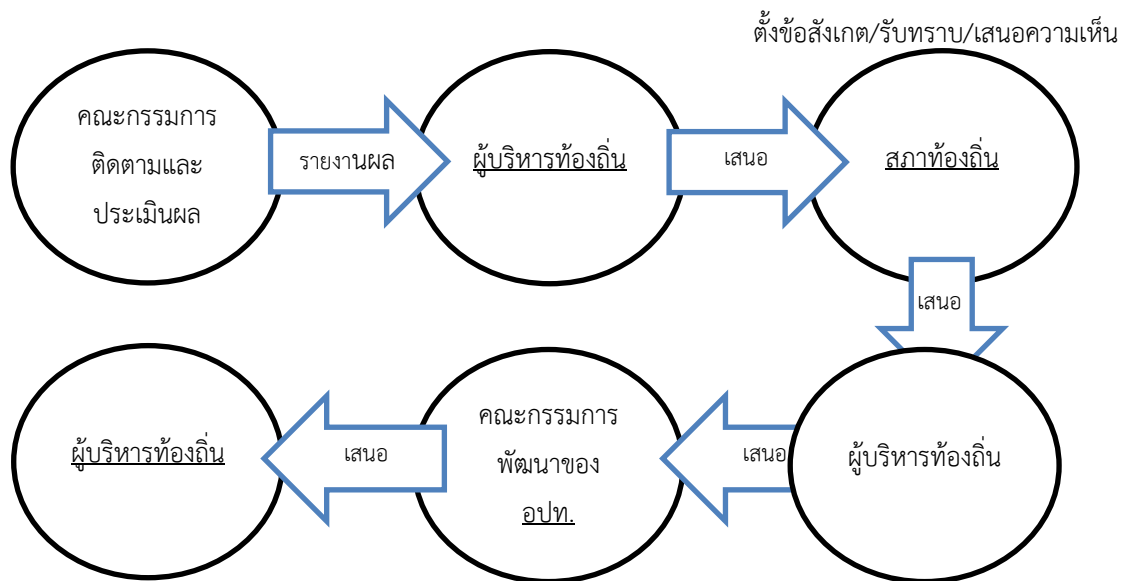 ตั้งข้อสังเกต/รับทราบ/เสนอความเห็น
คณะกรรมการ
ติดตามและ
ประเมินผล
รายงานผล
ผู้บริหารท้องถิ่น
เสนอ
สภาท้องถิ่น
เสนอ
ผู้บริหารท้องถิ่น
เสนอ
คณะกรรมการ
พัฒนาของ
อปท.
เสนอ
ผู้บริหารท้องถิ่น